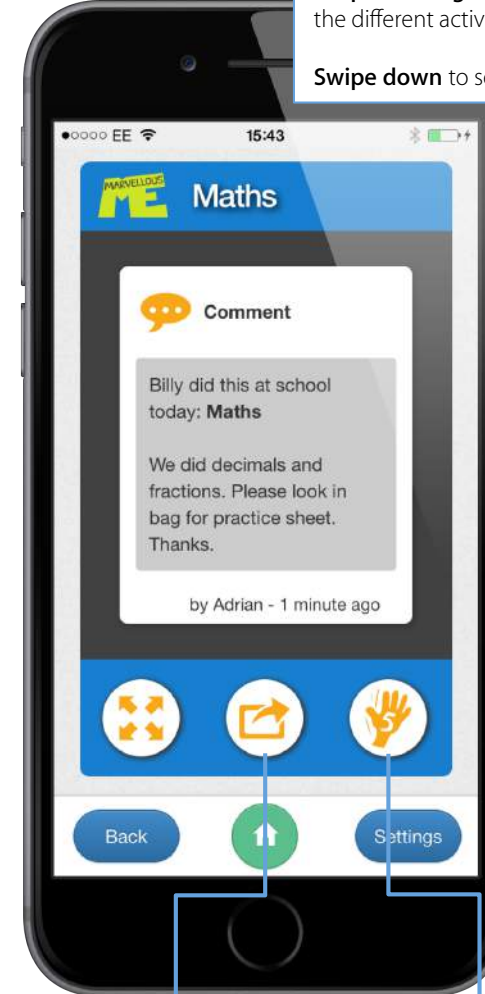 the different
Swipe down to
EE 15:43
MARVELLOUS
ME
Maths
Comment
Billy did this at school
today: Maths
We did decimals and
fractions. Please look in
bag for practice sheet.
Thanks.
by Adrian - 1 minute ago
5
Back
Settings